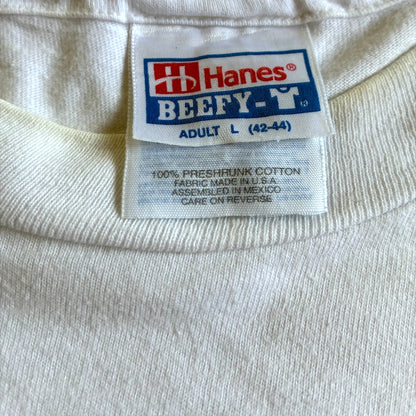 Hanes®
BEEFY-T®
ADULT L (42-44)
100% PRESHRUNK COTTON
FABRIC MADE IN U.S.A
ASSEMBLED IN MEXICO
CARE ON REVERSE